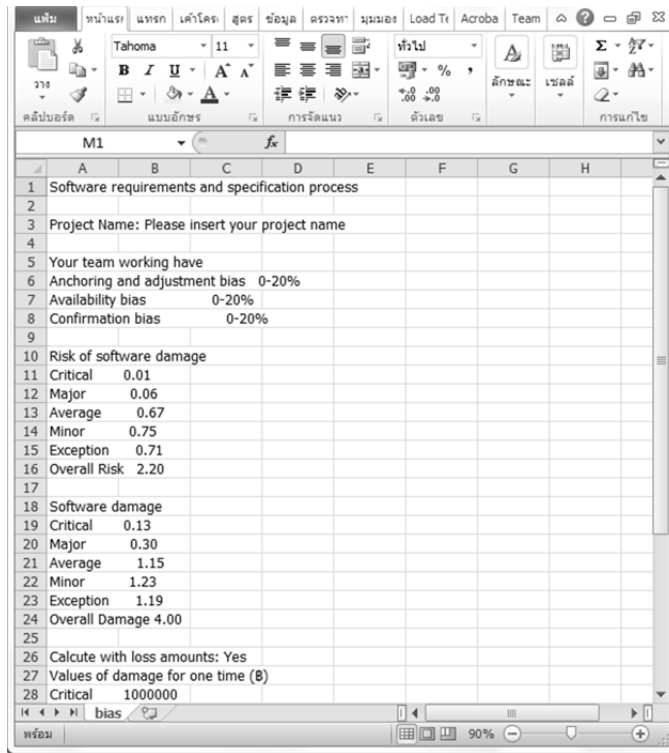 แฟ้ม หน้าแร แทรก เค้าโคร สูตร ข้อมูล ตรวจท มุมมอง Load Te Acroba Team
Tahoma 11 ทั่วไป Σ
วาง B I U A A % , ลักษณะ เซลล์
A .00 .00
คลิปบอร์ด แบบอักษร การจัดแนว ตัวเลข การแก้ไข
M1 fx
A B C D E F G H
1 Software requirements and specification process
2
3 Project Name: Please insert your project name
4
5 Your team working have
6 Anchoring and adjustment bias 0-20%
7 Availability bias 0-20%
8 Confirmation bias 0-20%
9
10 Risk of software damage
11 Critical 0.01
12 Major 0.06
13 Average 0.67
14 Minor 0.75
15 Exception 0.71
16 Overall Risk 2.20
17
18 Software damage
19 Critical 0.13
20 Major 0.30
21 Average 1.15
22 Minor 1.23
23 Exception 1.19
24 Overall Damage 4.00
25
26 Calcute with loss amounts: Yes
27 Values of damage for one time (฿)
28 Critical 1000000
bias
พร้อม 90%